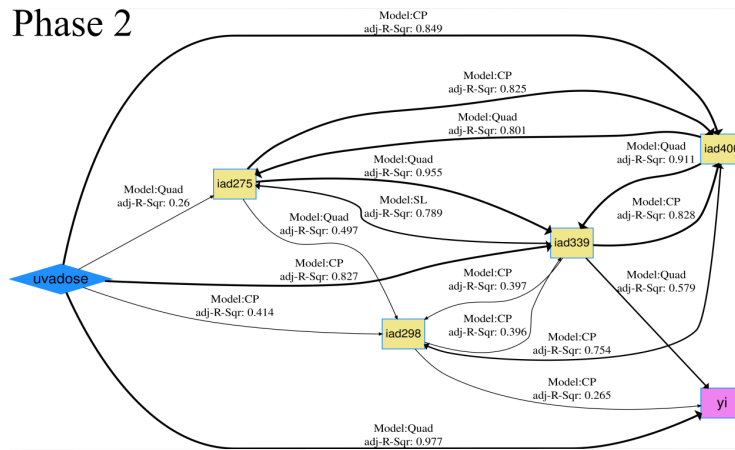 Phase 2
Model:CP
adj-R-Sqr: 0.849
Model:CP
adj-R-Sqr: 0.825
Model:Quad
adj-R-Sqr: 0.801
Model:Quad
adj-R-Sqr: 0.911
iad400
Model:Quad
adj-R-Sqr: 0.955
iad275
Model:Quad
adj-R-Sqr: 0.26
Model:SL
adj-R-Sqr: 0.789
Model:CP
adj-R-Sqr: 0.828
Model:Quad
adj-R-Sqr: 0.497
iad339
uvadose
Model:CP
adj-R-Sqr: 0.827
Model:CP
adj-R-Sqr: 0.397
Model:Quad
adj-R-Sqr: 0.579
Model:CP
adj-R-Sqr: 0.414
iad298
Model:CP
adj-R-Sqr: 0.396
Model:CP
adj-R-Sqr: 0.754
Model:CP
adj-R-Sqr: 0.265
yi
Model:Quad
adj-R-Sqr: 0.977